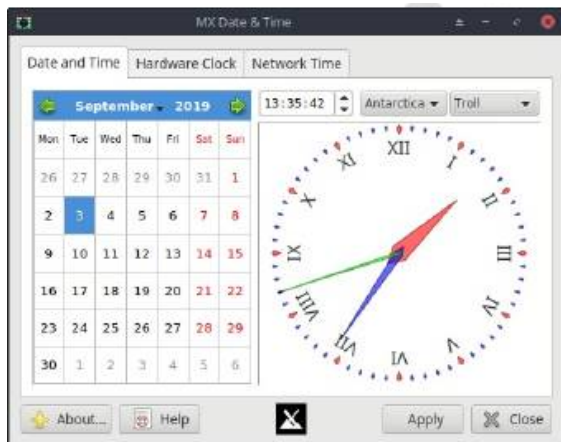 MX Date & Time
Date and Time Hardware Clock Network Time
September 2019
13:35:42 Antarctica Troll
Mon Tue Wed Thu Fri Sat Sun
26 27 28 29 30 31 1
2 3 4 5 6 7 8
9 10 11 12 13 14 15
16 17 18 19 20 21 22
23 24 25 26 27 28 29
30 1 2 3 4 5 6
XII
I
II
III
IV
V
VI
VII
VIII
IX
X
XI
About... Help X Apply Close